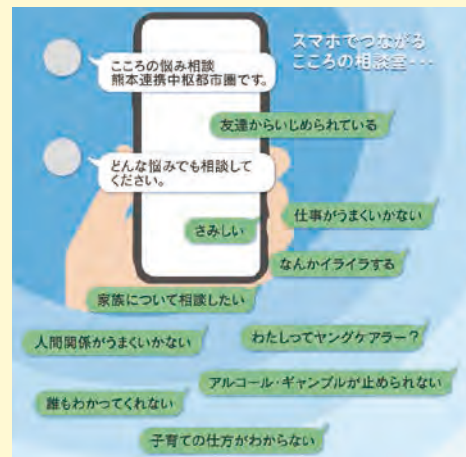 スマホでつながる
こころの相談室･･･
こころの悩み相談
熊本連携中枢都市圏です。
友達からいじめられている
どんな悩みでも相談して
ください。
仕事がうまくいかない
さみしい
なんかイライラする
家族について相談したい
人間関係がうまくいかない
わたしってヤングケアラー？
アルコール・ギャンブルが止められない
誰もわかってくれない
子育ての仕方がわからない